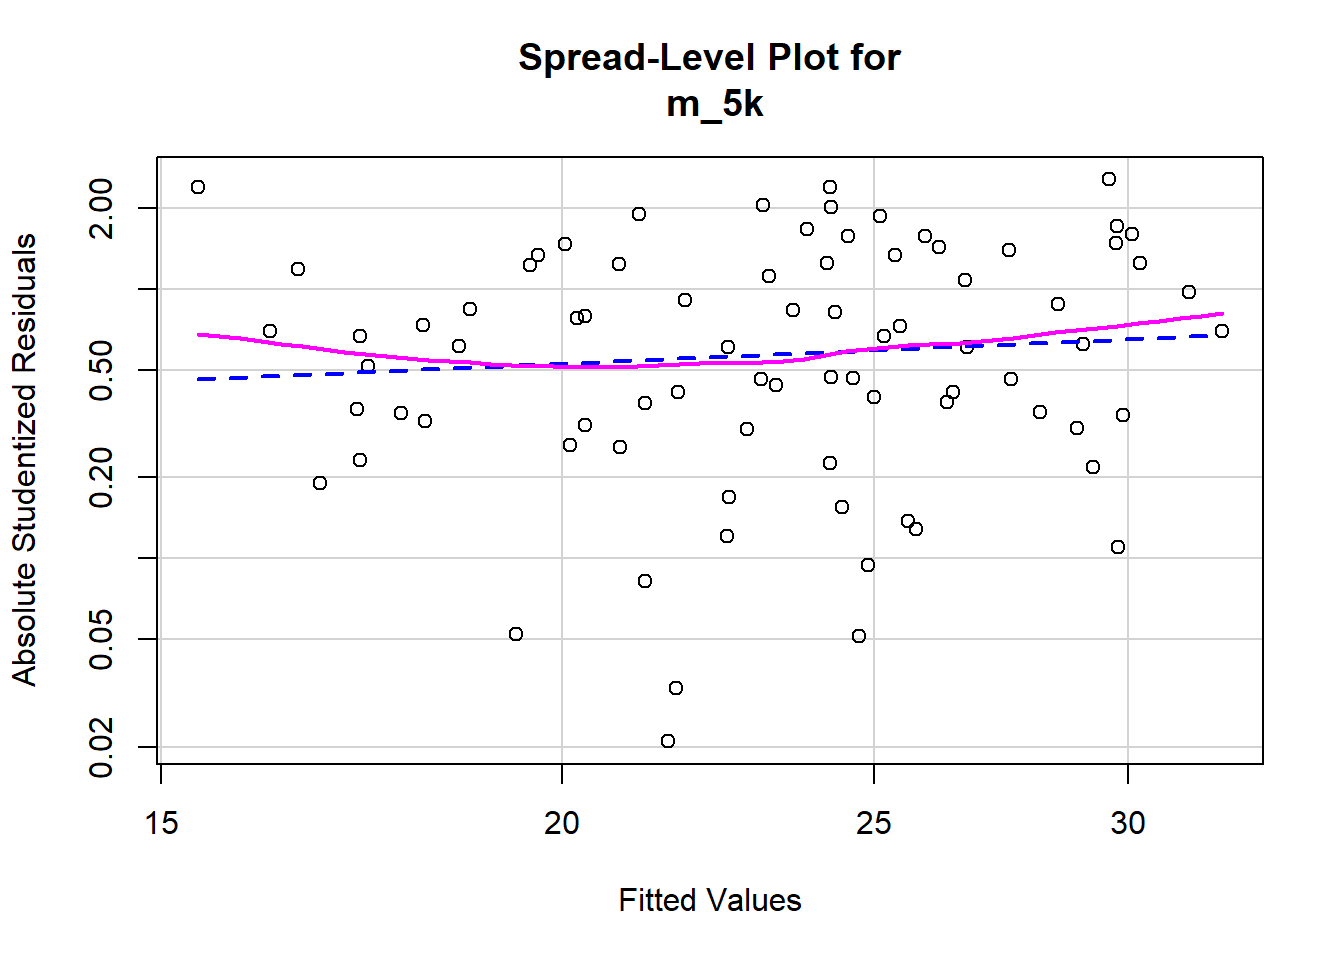 Spread-Level Plot for
m_5k
Absolute Studentized Residuals
2.00
0.50
0.20
0.05
0.02
15 20 25 30
Fitted Values